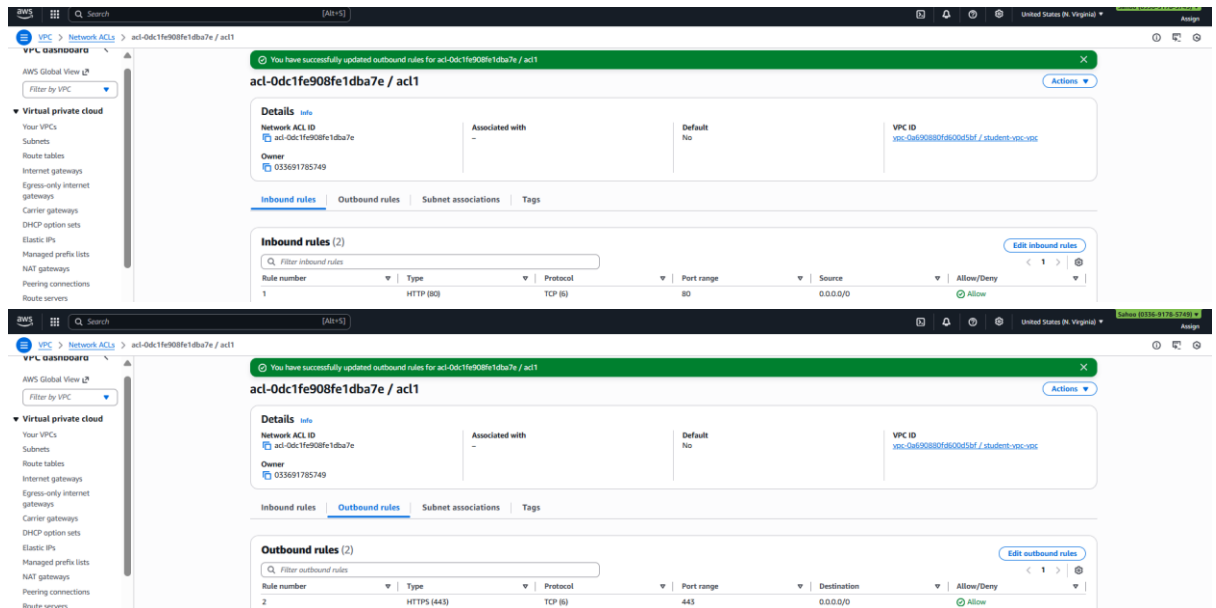 aws Search [Alt+S] United States (N. Virginia) ▼
Assign
VPC > Network ACLs > acl-0dc1fe908fe1dba7e / acl1
VPC dashboard
You have successfully updated outbound rules for acl-0dc1fe908fe1dba7e / acl1
AWS Global View
acl-0dc1fe908fe1dba7e / acl1 Actions ▼
Filter by VPC ▼
▼ Virtual private cloud
Details Info
Your VPCs
Network ACL ID Associated with Default VPC ID
acl-0dc1fe908fe1dba7e – No vpc-0a690880fd600d5bf / student-vpc-vpc
Subnets
Route tables
Owner
033691785749
Internet gateways
Egress-only internet
gateways
Inbound rules Outbound rules Subnet associations Tags
Carrier gateways
DHCP option sets
Elastic IPs
Inbound rules (2) Edit inbound rules
Managed prefix lists
Filter inbound rules < 1 >
NAT gateways
Rule number Type Protocol Port range Source Allow/Deny
Peering connections
1 HTTP (80) TCP (6) 80 0.0.0.0/0 Allow
Route servers
aws Search [Alt+S] United States (N. Virginia) ▼ Sahoo (0336-9178-5749) ▼
Assign
VPC > Network ACLs > acl-0dc1fe908fe1dba7e / acl1
VPC dashboard
You have successfully updated outbound rules for acl-0dc1fe908fe1dba7e / acl1
AWS Global View
acl-0dc1fe908fe1dba7e / acl1 Actions ▼
Filter by VPC ▼
▼ Virtual private cloud
Details Info
Your VPCs
Network ACL ID Associated with Default VPC ID
acl-0dc1fe908fe1dba7e – No vpc-0a690880fd600d5bf / student-vpc-vpc
Subnets
Route tables
Owner
033691785749
Internet gateways
Egress-only internet
gateways
Inbound rules Outbound rules Subnet associations Tags
Carrier gateways
DHCP option sets
Elastic IPs
Outbound rules (2) Edit outbound rules
Managed prefix lists
Filter outbound rules < 1 >
NAT gateways
Rule number Type Protocol Port range Destination Allow/Deny
Peering connections
2 HTTPS (443) TCP (6) 443 0.0.0.0/0 Allow
Route servers